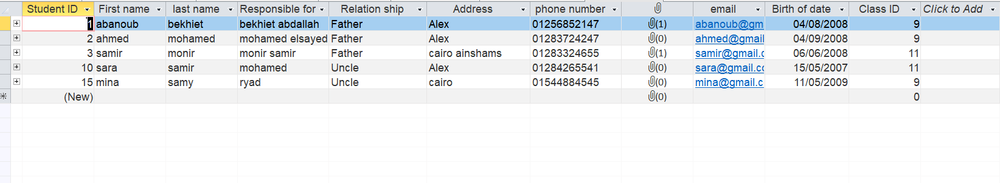 Student ID First name last name Responsible for Relation ship Address phone number email Birth of date Class ID Click to Add
1 abanoub bekhiet bekhiet abdallah Father Alex 01256852147 (1) abanoub@gm 04/08/2008 9
2 ahmed mohamed mohamed elsayed Father Alex 01283724247 (0) ahmed@gmail 04/09/2008 9
3 samir monir monir samir Father cairo ainshams 01283324655 (1) samir@gmail.c 06/06/2008 11
10 sara samir mohamed Uncle Alex 01284265541 (0) sara@gmail.cc 15/05/2007 11
15 mina samy ryad Uncle cairo 01544884545 (0) mina@gmail.c 11/05/2009 9
(New) (0) 0